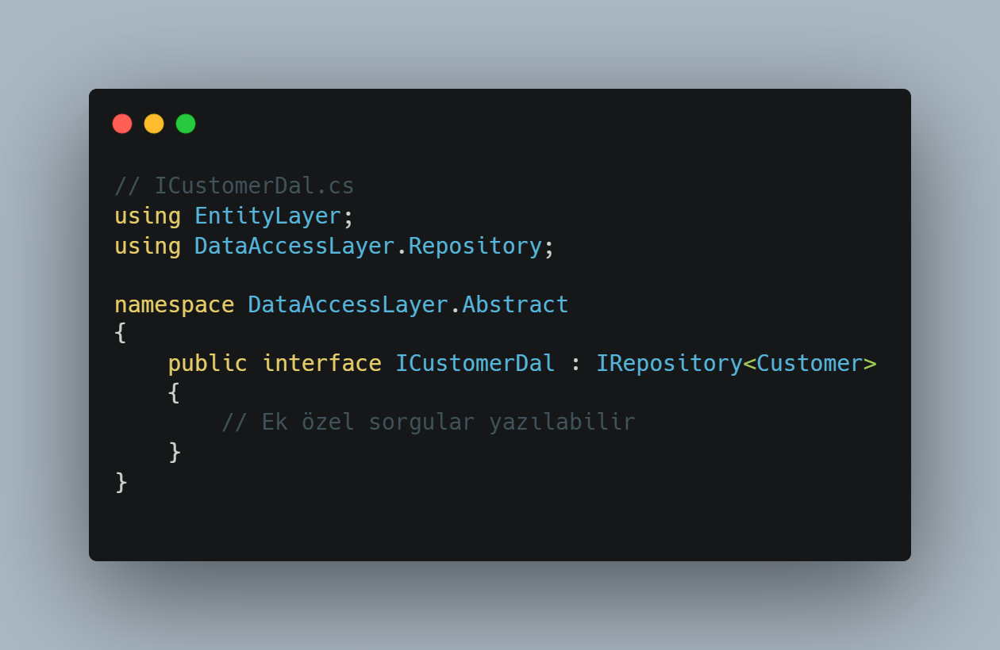 // ICustomerDal.cs
using EntityLayer;
using DataAccessLayer.Repository;

namespace DataAccessLayer.Abstract
{
    public interface ICustomerDal : IRepository<Customer>
    {
        // Ek özel sorgular yazılabilir
    }
}